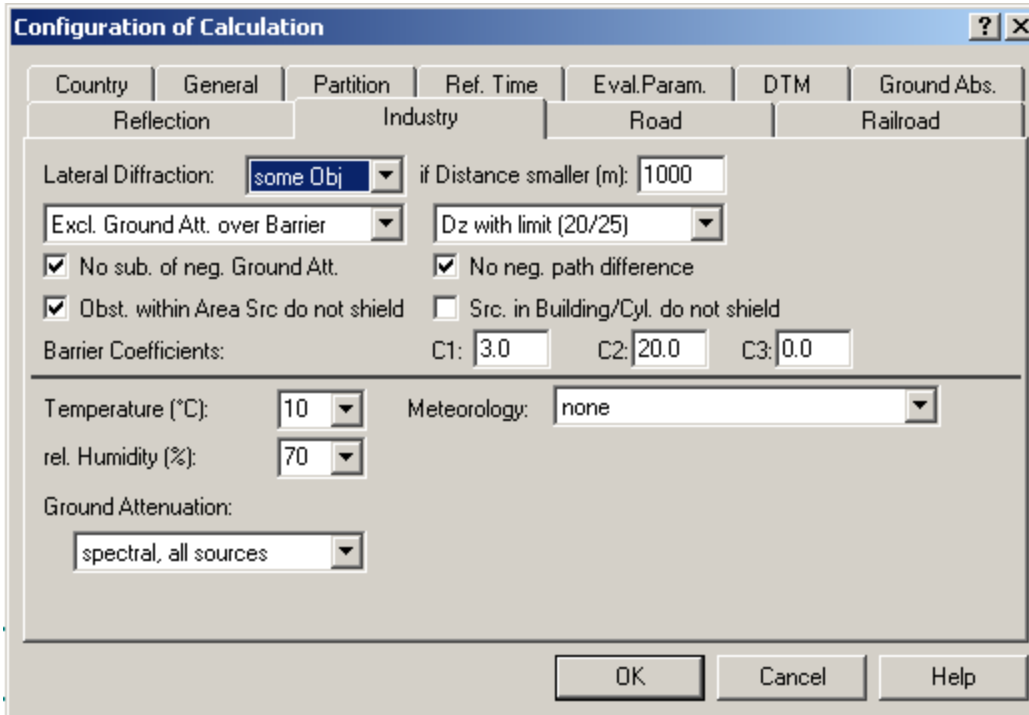 Configuration of Calculation
Country General Partition Ref. Time Eval.Param. DTM Ground Abs.
Reflection Industry Road Railroad
Lateral Diffraction: some Obj if Distance smaller (m): 1000
Excl. Ground Att. over Barrier Dz with limit (20/25)
No sub. of neg. Ground Att. No neg. path difference
Obst. within Area Src do not shield Src. in Building/Cyl. do not shield
Barrier Coefficients: C1: 3.0 C2: 20.0 C3: 0.0
Temperature (°C): 10 Meteorology: none
rel. Humidity (%): 70
Ground Attenuation:
spectral, all sources
OK Cancel Help